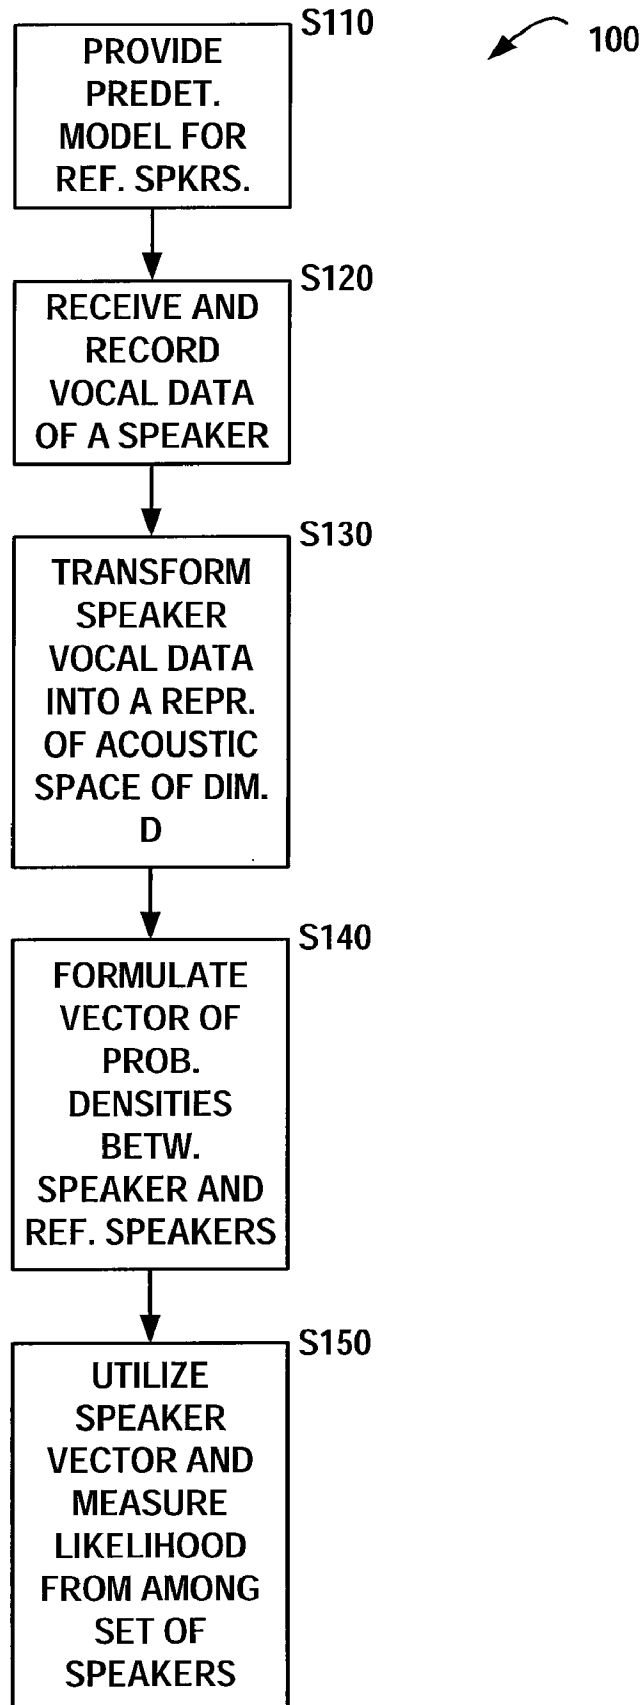 S110
100
PROVIDE
PREDET.
MODEL FOR
REF. SPKRS.
S120
RECEIVE AND
RECORD
VOCAL DATA
OF A SPEAKER
S130
TRANSFORM
SPEAKER
VOCAL DATA
INTO A REPR.
OF ACOUSTIC
SPACE OF DIM.
D
S140
FORMULATE
VECTOR OF
PROB.
DENSITIES
BETW.
SPEAKER AND
REF. SPEAKERS
S150
UTILIZE
SPEAKER
VECTOR AND
MEASURE
LIKELIHOOD
FROM AMONG
SET OF
SPEAKERS